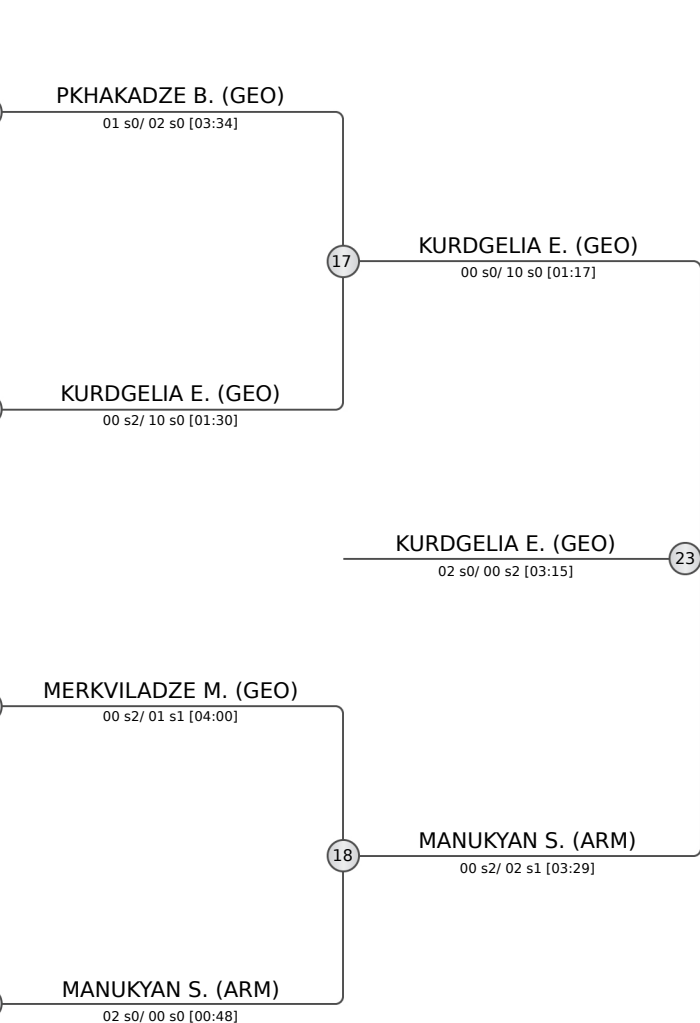 PKHAKADZE B. (GEO)
01 s0/ 02 s0 [03:34]
KURDGELIA E. (GEO)
17
00 s0/ 10 s0 [01:17]
KURDGELIA E. (GEO)
00 s2/ 10 s0 [01:30]
KURDGELIA E. (GEO)
23
02 s0/ 00 s2 [03:15]
MERKVILADZE M. (GEO)
00 s2/ 01 s1 [04:00]
MANUKYAN S. (ARM)
18
00 s2/ 02 s1 [03:29]
MANUKYAN S. (ARM)
02 s0/ 00 s0 [00:48]